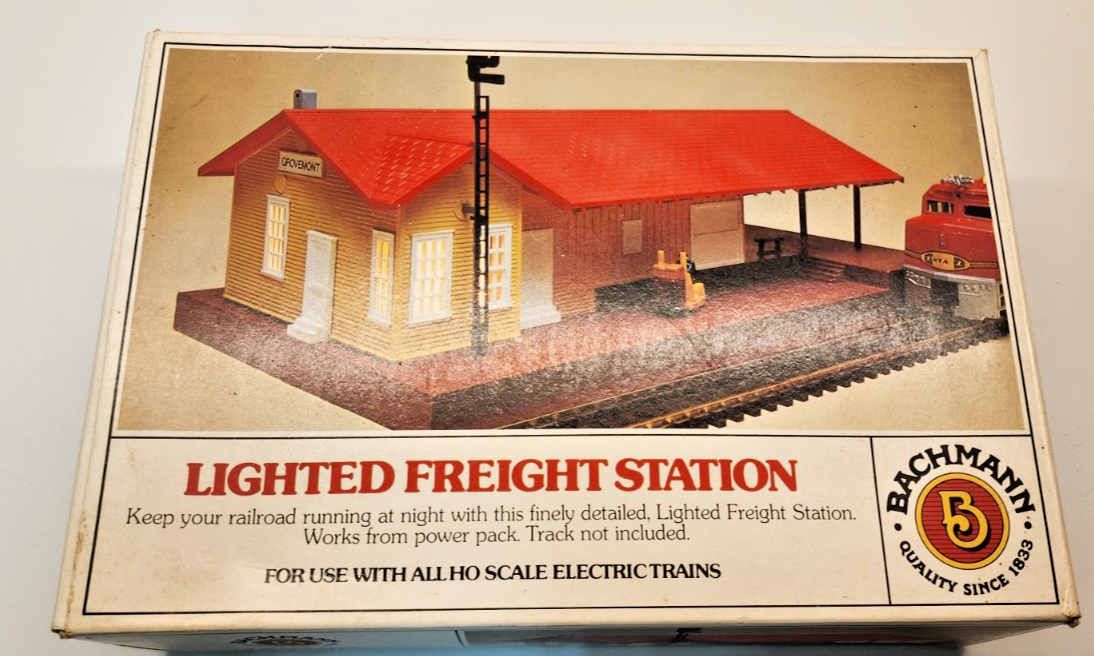 GROVEMONT
LIGHTED FREIGHT STATION
Keep your railroad running at night with this finely detailed, Lighted Freight Station.
Works from power pack. Track not included.
FOR USE WITH ALL HO SCALE ELECTRIC TRAINS
BACHMANN
B
QUALITY SINCE 1833
BACHMANN